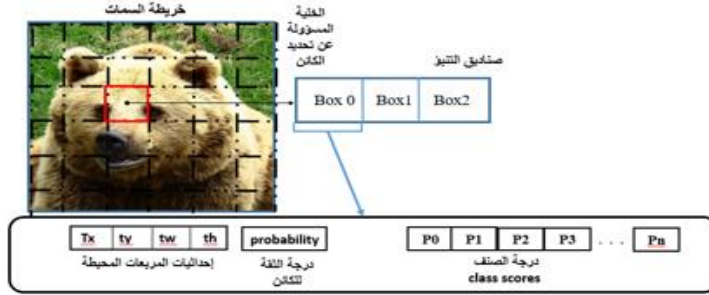 خريطة السمات
الخلية
المسؤولة
عن تحديد
الكائن
صناديق التنبؤ
Box 0 Box1 Box2
Tx ty tw th
إحداثيات المربعات المحيطة
probability
درجة الثقة
للكائن
P0 P1 P2 P3 . . . Pn
درجة الصنف
class scores